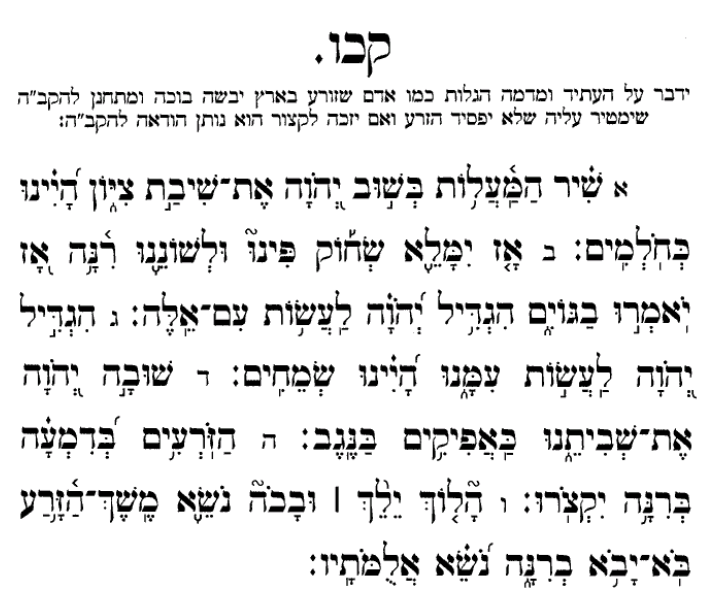 קכו.
ידבר על העתיד ומדמה הגלות כמו אדם שזורע בארץ יבשה בוכה ומתחנן להקב״ה
שימטיר עליה שלא יפסיד הזרע ואם יזכה לקצור הוא נותן הודאה להקב״ה:
א שִׁ֗יר הַֽמַּ֫עֲל֥וֹת בְּשׁ֣וּב יְ֭הֹוָה אֶת־שִׁיבַ֣ת צִיּ֑וֹן הָ֝יִ֗ינוּ
כְּחֹלְמִֽים: ב אָ֤ז יִמָּלֵ֪א שְׂח֡וֹק פִּינוּ֮ וּלְשׁוֹנֵ֪נוּ רִ֫נָּ֥ה אָ֭ז
יֹאמְר֣וּ בַגּוֹיִ֑ם הִגְדִּ֥יל יְ֝הֹוָ֗ה לַעֲשׂ֥וֹת עִם־אֵֽלֶּה: ג הִגְדִּ֣יל
יְ֭הֹוָה לַעֲשׂ֥וֹת עִמָּ֗נוּ הָ֝יִ֗ינוּ שְׂמֵחִֽים: ד שׁוּבָ֣ה יְ֭הֹוָה
אֶת־שְׁבִיתֵ֑נוּ כַּאֲפִיקִ֥ים בַּנֶּֽגֶב: ה הַזֹּרְעִ֥ים בְּדִמְעָ֗ה
בְּרִנָּ֥ה יִקְצֹֽרוּ: ו הָ֘ל֤וֹךְ יֵלֵ֨ךְ ׀ וּבָכֹה֮ נֹשֵׂ֪א מֶֽשֶׁךְ־הַ֫זָּ֥רַע
בֹּֽא־יָב֥וֹא בְרִנָּ֑ה נֹ֝שֵׂ֗א אֲלֻמֹּתָֽיו: